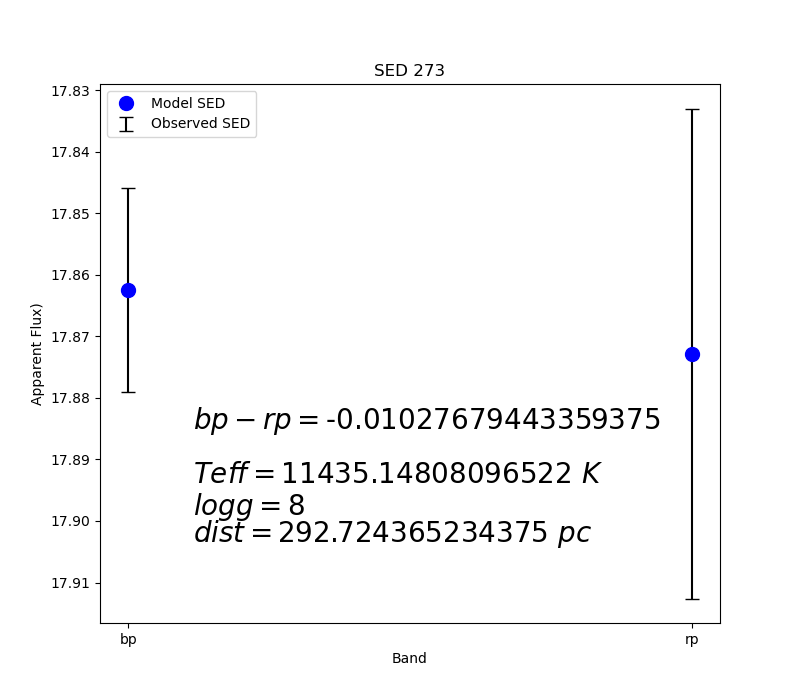 SED 273
17.83
17.84
17.85
17.86
17.87
17.88
17.89
17.90
17.91
Apparent Flux)
Model SED
Observed SED
bp − rp = -0.01027679443359375
Teff = 11435.14808096522 K
logg = 8
dist = 292.724365234375 pc
bp
rp
Band